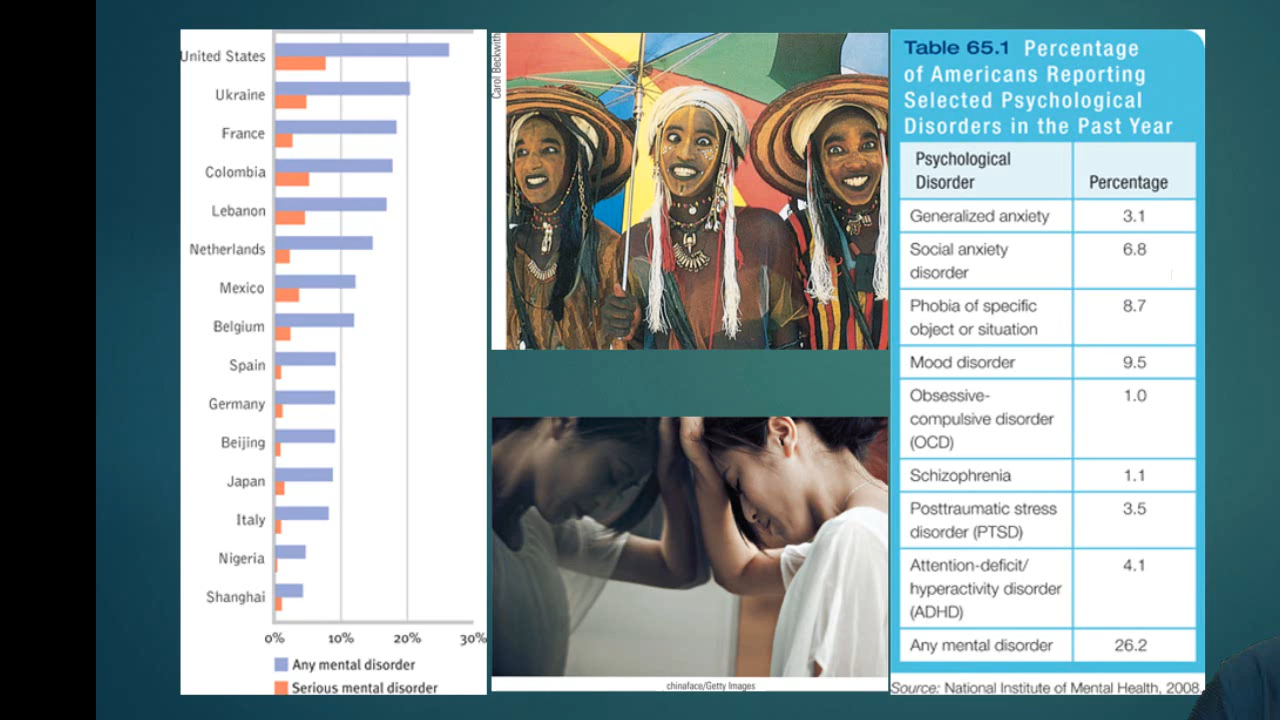 United States
Ukraine
France
Colombia
Lebanon
Netherlands
Mexico
Belgium
Spain
Germany
Beijing
Japan
Italy
Nigeria
Shanghai
0% 10% 20% 30%
Any mental disorder
Serious mental disorder
Carol Beckwith
chinaface/Getty Images
Table 65.1 Percentage
of Americans Reporting
Selected Psychological
Disorders in the Past Year
Psychological
Disorder Percentage
Generalized anxiety 3.1
Social anxiety 6.8
disorder
Phobia of specific 8.7
object or situation
Mood disorder 9.5
Obsessive- 1.0
compulsive disorder
(OCD)
Schizophrenia 1.1
Posttraumatic stress 3.5
disorder (PTSD)
Attention-deficit/ 4.1
hyperactivity disorder
(ADHD)
Any mental disorder 26.2
Source: National Institute of Mental Health, 2008.